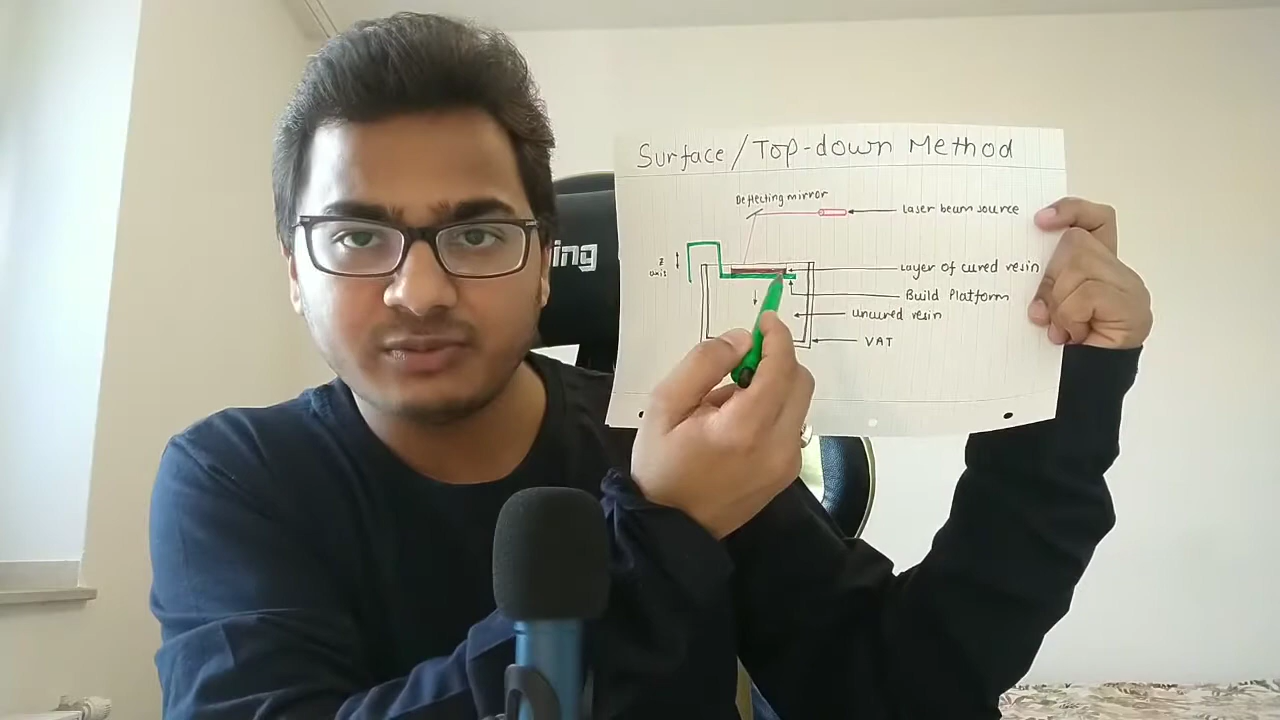 Surface / Top-down Method
Deflecting mirror
Laser beam source
Z
axis
Layer of cured resin
Build Platform
uncured resin
VAT